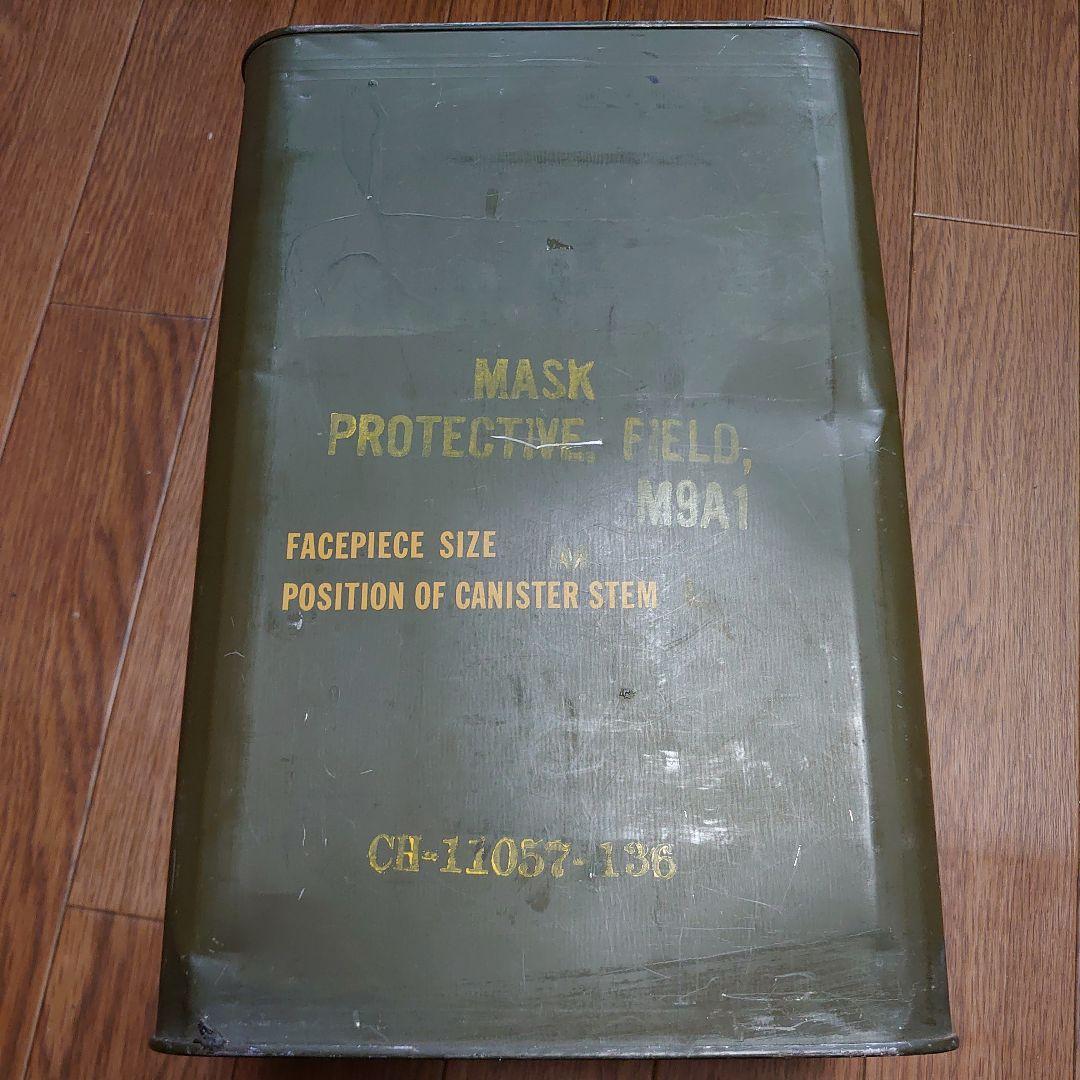 MASK
PROTECTIVE, FIELD,
M9A1
FACEPIECE SIZE M
POSITION OF CANISTER STEM L
CH-11057-136